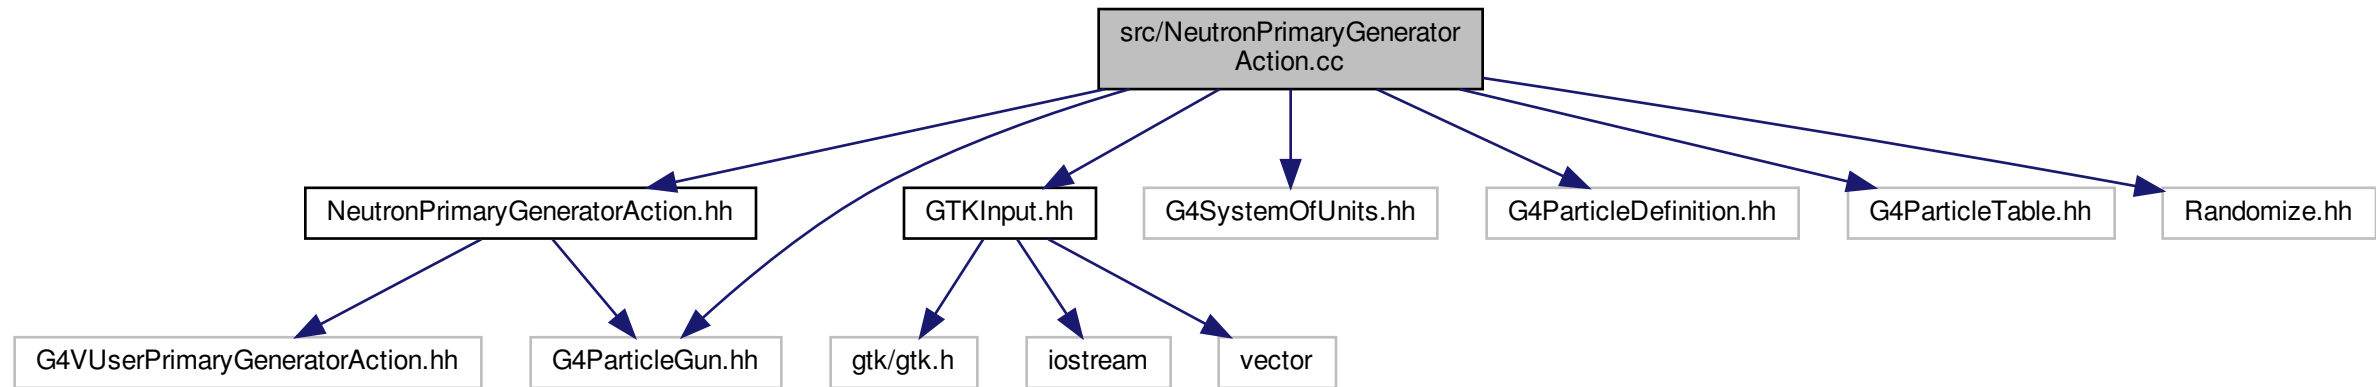 src/NeutronPrimaryGenerator
Action.cc
NeutronPrimaryGeneratorAction.hh
GTKInput.hh
G4SystemOfUnits.hh
G4ParticleDefinition.hh
G4ParticleTable.hh
Randomize.hh
G4VUserPrimaryGeneratorAction.hh
G4ParticleGun.hh
gtk/gtk.h
iostream
vector